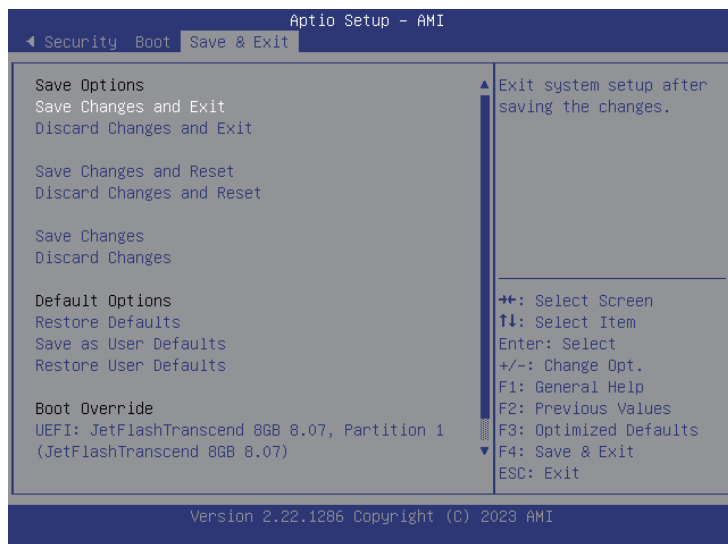 Aptio Setup – AMI
◀ Security Boot Save & Exit
Save Options
Save Changes and Exit
Discard Changes and Exit
Save Changes and Reset
Discard Changes and Reset
Save Changes
Discard Changes
Default Options
Restore Defaults
Save as User Defaults
Restore User Defaults
Boot Override
UEFI: JetFlashTranscend 8GB 8.07, Partition 1
(JetFlashTranscend 8GB 8.07)
Exit system setup after
saving the changes.
→←: Select Screen
↑↓: Select Item
Enter: Select
+/-: Change Opt.
F1: General Help
F2: Previous Values
F3: Optimized Defaults
F4: Save & Exit
ESC: Exit
Version 2.22.1286 Copyright (C) 2023 AMI